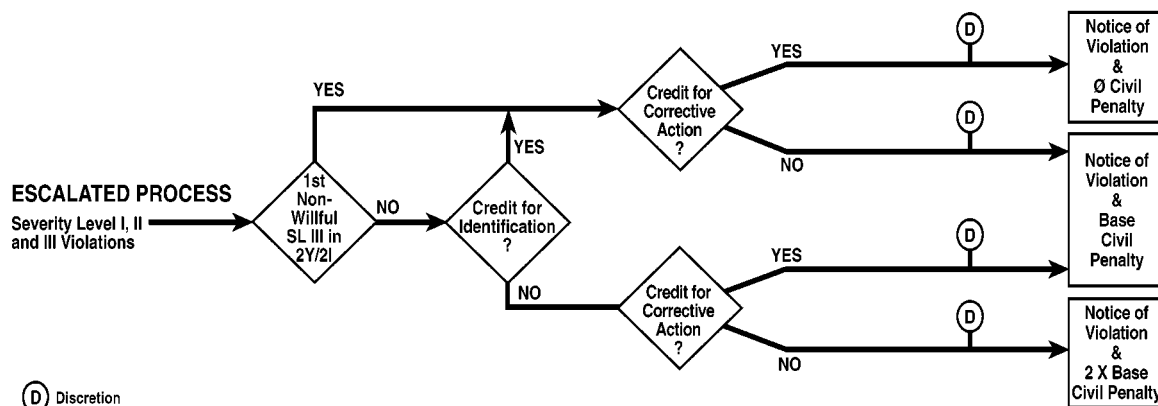 ESCALATED PROCESS
Severity Level I, II
and III Violations
1st
Non-
Willful
SL III in
2Y/2I
YES
NO
Credit for
Identification
?
YES
NO
Credit for
Corrective
Action
?
YES
NO
D
D
Credit for
Corrective
Action
?
YES
NO
D
D
Notice of
Violation
&
Ø Civil
Penalty
Notice of
Violation
&
Base
Civil
Penalty
Notice of
Violation
&
2 X Base
Civil Penalty
D Discretion